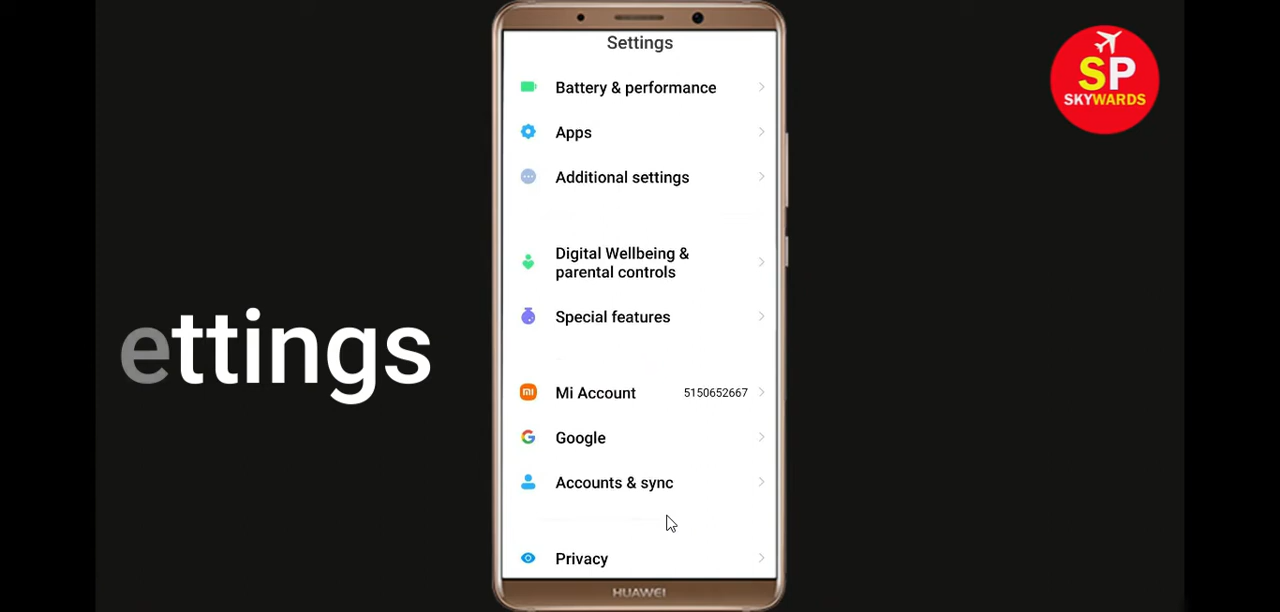 Settings
Battery & performance
Apps
Additional settings
Digital Wellbeing &
parental controls
Special features
Mi Account 5150652667
Google
Accounts & sync
Privacy
HUAWEI
ettings
SP
SKYWARDS